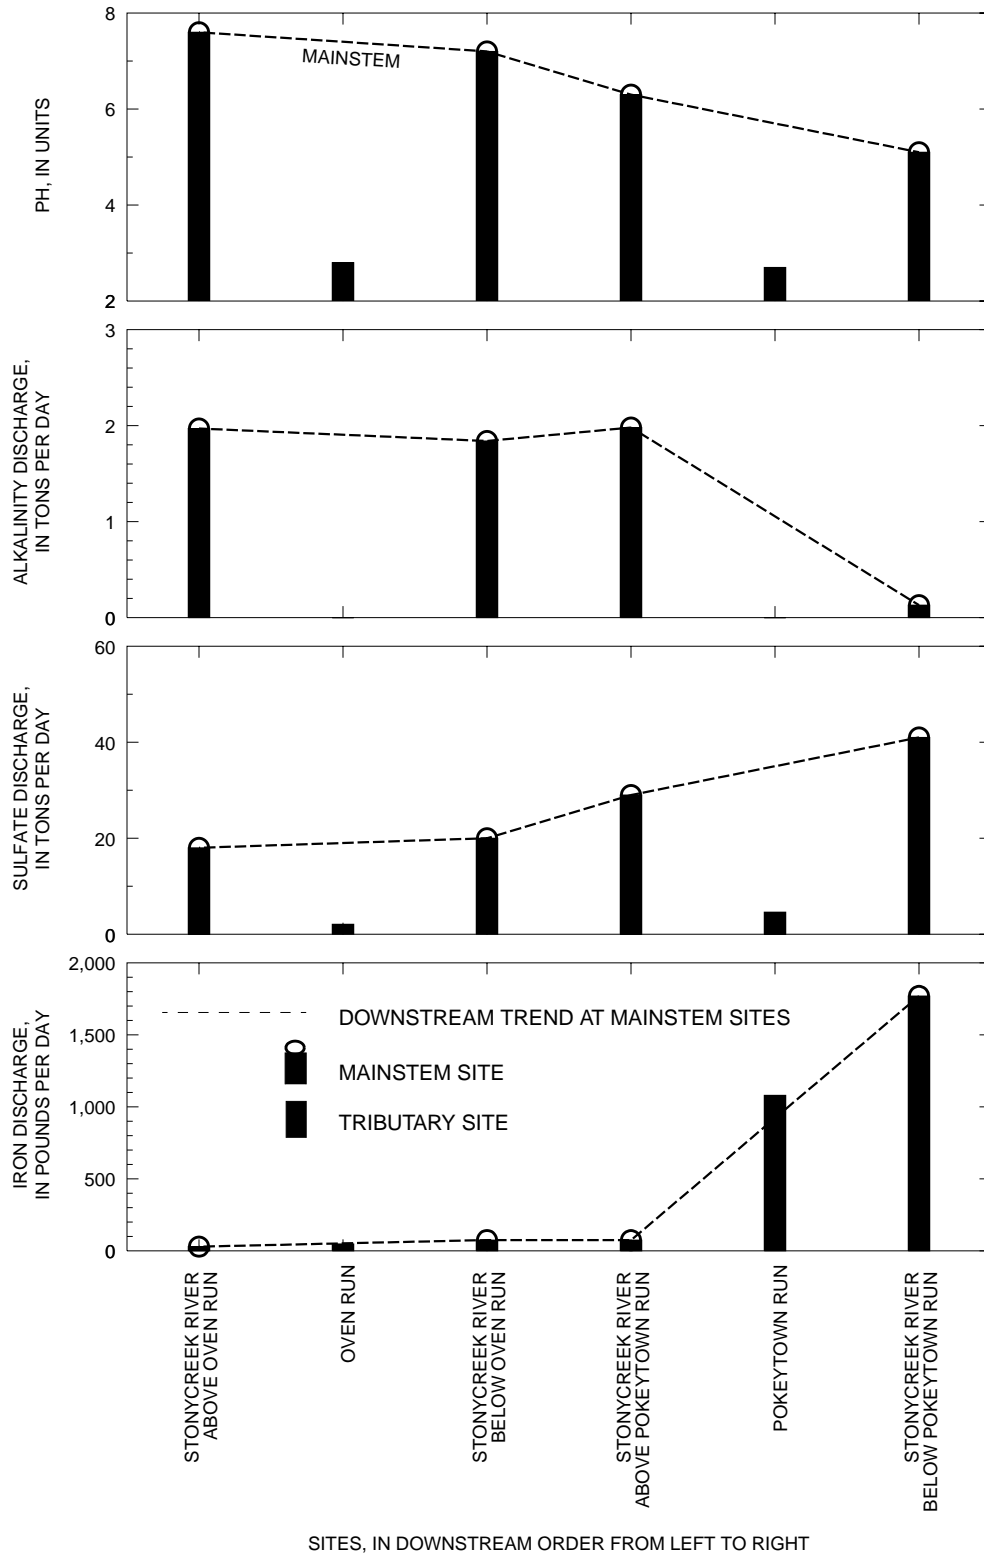 8
6
4
2
PH, IN UNITS
MAINSTEM
3
2
1
0
ALKALINITY DISCHARGE,
IN TONS PER DAY
60
40
20
0
SULFATE DISCHARGE,
IN TONS PER DAY
2,000
1,500
1,000
500
0
IRON DISCHARGE,
IN POUNDS PER DAY
DOWNSTREAM TREND AT MAINSTEM SITES
MAINSTEM SITE
TRIBUTARY SITE
STONYCREEK RIVER
ABOVE OVEN RUN
OVEN RUN
STONYCREEK RIVER
BELOW OVEN RUN
STONYCREEK RIVER
ABOVE POKEYTOWN RUN
POKEYTOWN RUN
STONYCREEK RIVER
BELOW POKEYTOWN RUN
SITES, IN DOWNSTREAM ORDER FROM LEFT TO RIGHT